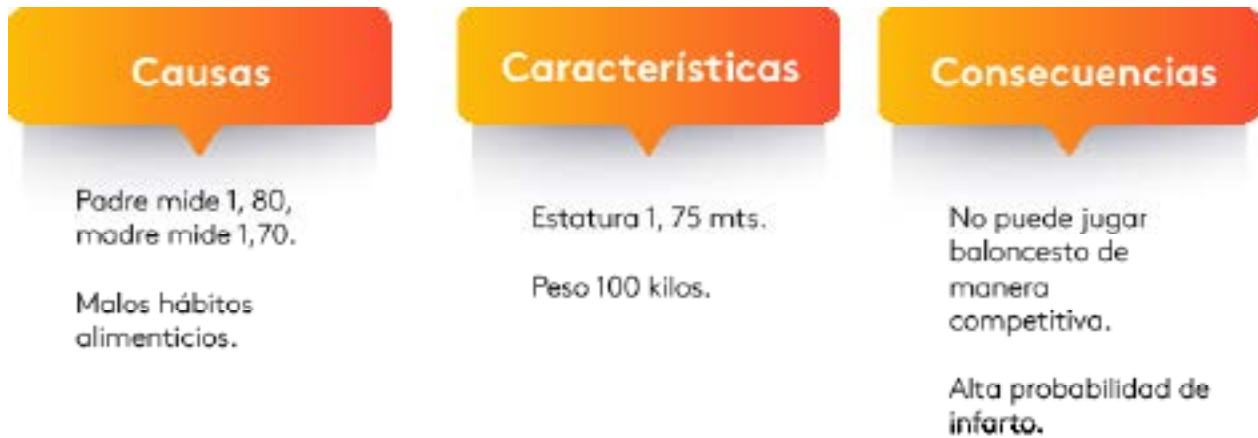 Causas
Padre mide 1, 80,
madre mide 1,70.
Malos hábitos
alimenticios.
Características
Estatura 1, 75 mts.
Peso 100 kilos.
Consecuencias
No puede jugar
baloncesto de
manera
competitiva.
Alta probabilidad de
infarto.